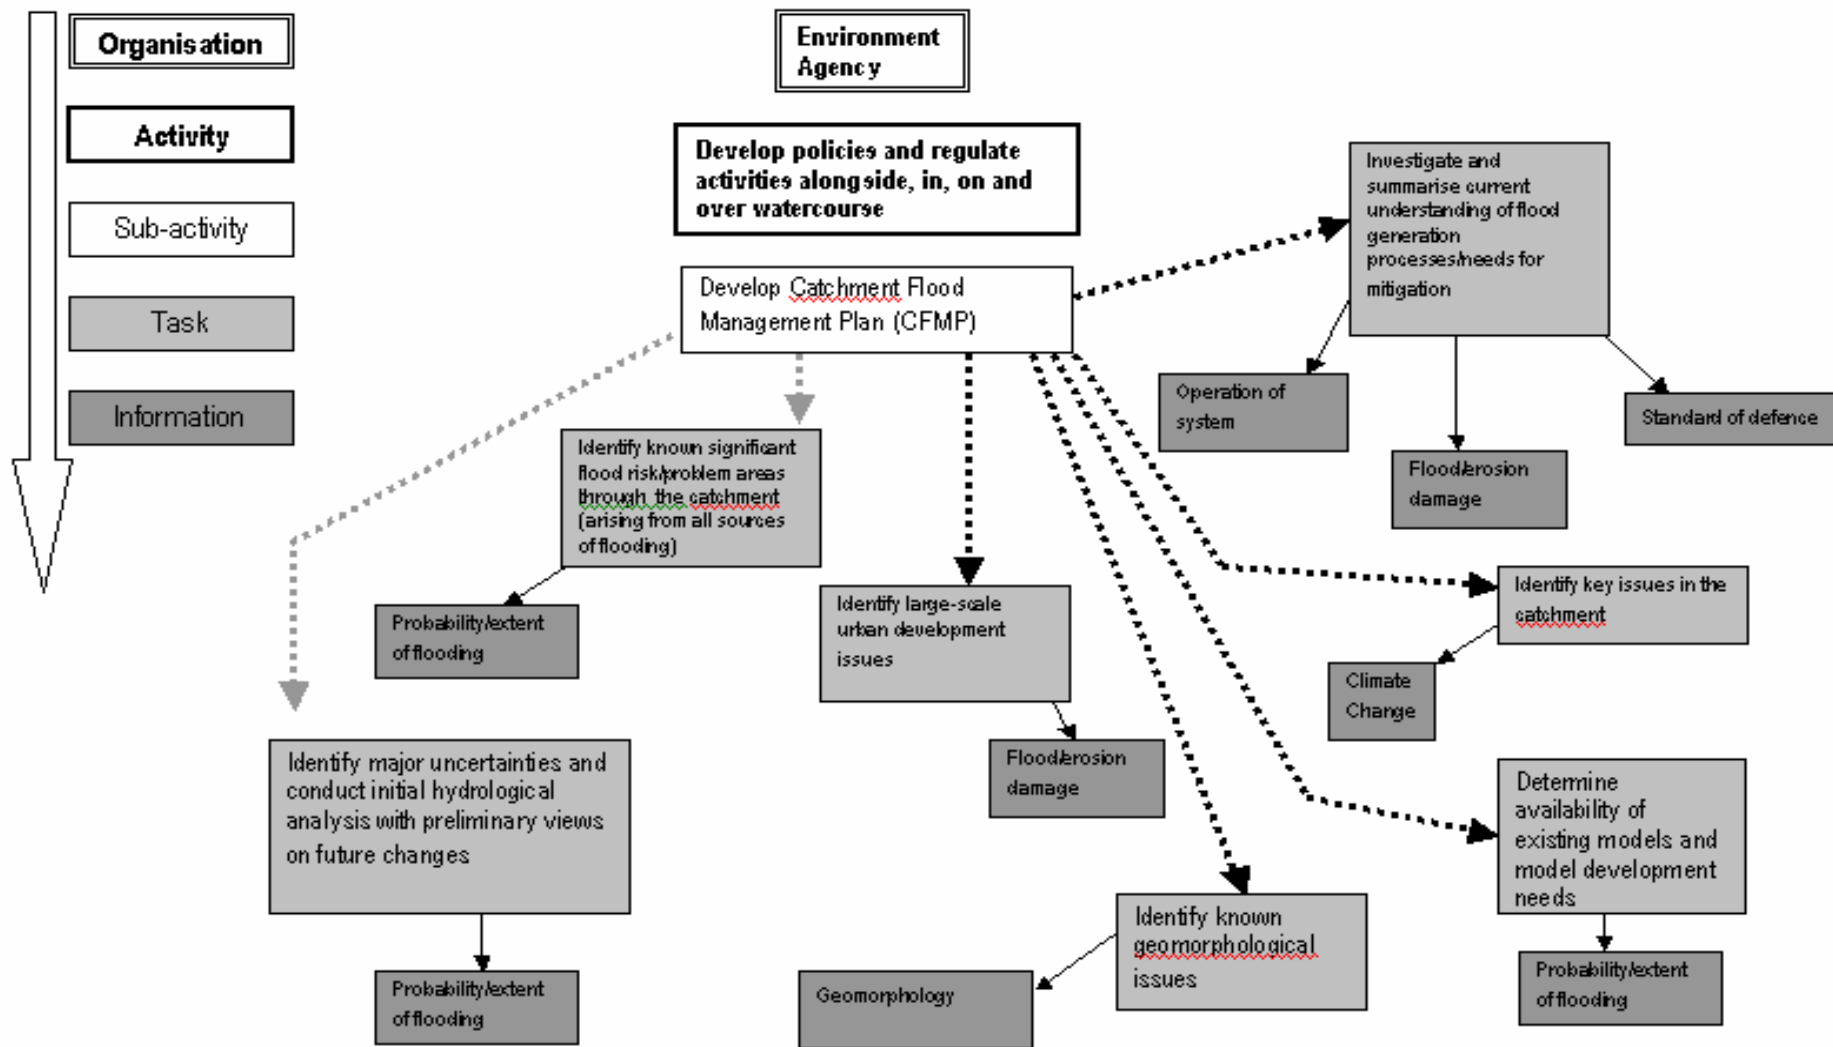 Organisation
Activity
Sub-activity
Task
Information
Environment
Agency
Develop policies and regulate
activities alongside, in, on and
over watercourse
Develop Catchment Flood
Management Plan (CFMP)
Investigate and
summarise current
understanding of flood
generation
processes/needs for
mitigation
Operation of
system
Flood/erosion
damage
Standard of defence
Identify known significant
flood risk/problem areas
through the catchment
(arising from all sources
of flooding)
Probability/extent
of flooding
Identify large-scale
urban development
issues
Flood/erosion
damage
Identify key issues in the
catchment
Climate
Change
Identify major uncertainties and
conduct initial hydrological
analysis with preliminary views
on future changes
Probability/extent
of flooding
Identify known
geomorphological
issues
Geomorphology
Determine
availability of
existing models and
model development
needs
Probability/extent
of flooding